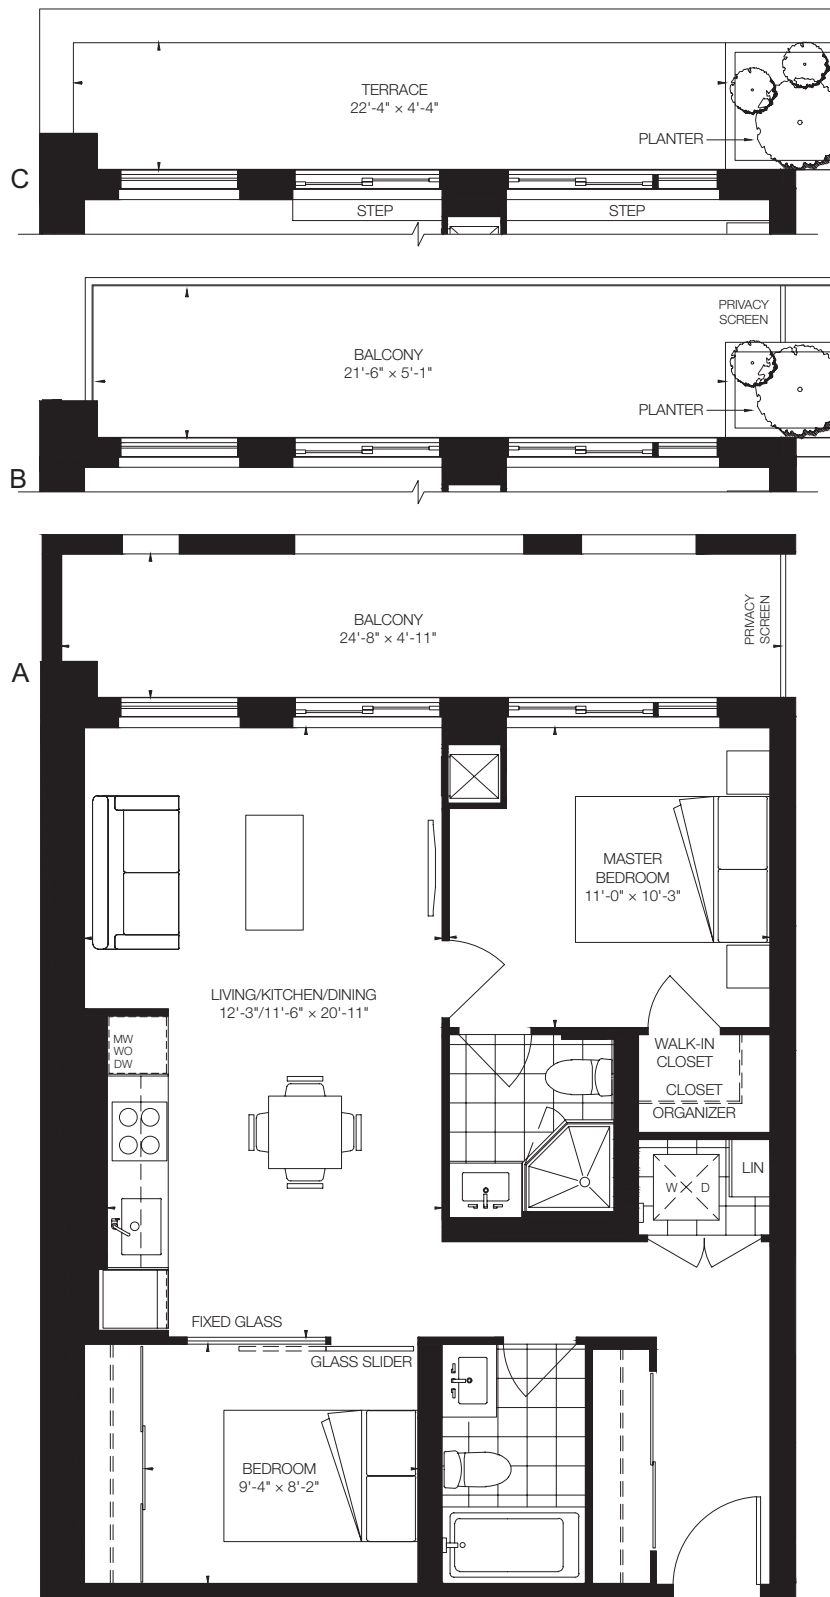 TERRACE
22'-4" × 4'-4"
PLANTER
C
STEP
STEP
PRIVACY
SCREEN
BALCONY
21'-6" × 5'-1"
PLANTER
B
BALCONY
24'-8" × 4'-11"
PRIVACY
SCREEN
A
MASTER
BEDROOM
11'-0" × 10'-3"
LIVING/KITCHEN/DINING
12'-3"/11'-6" × 20'-11"
MW
WO
DW
WALK-IN
CLOSET
CLOSET
ORGANIZER
LIN
W D
FIXED GLASS
GLASS SLIDER
BEDROOM
9'-4" × 8'-2"